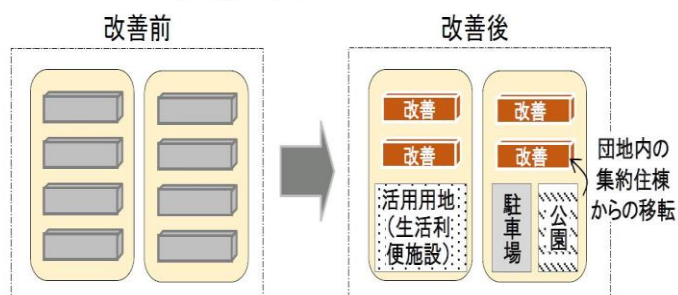 改善前
改善後
改善
改善
改善
改善
団地内の
集約住棟
からの移転
活用用地
(生活利
便施設)
駐車場
公園